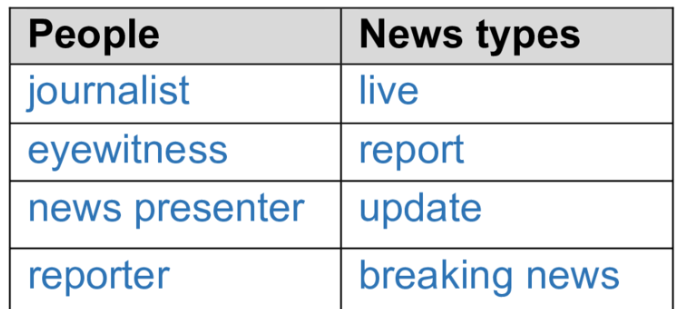 People News types
journalist live
eyewitness report
news presenter update
reporter breaking news